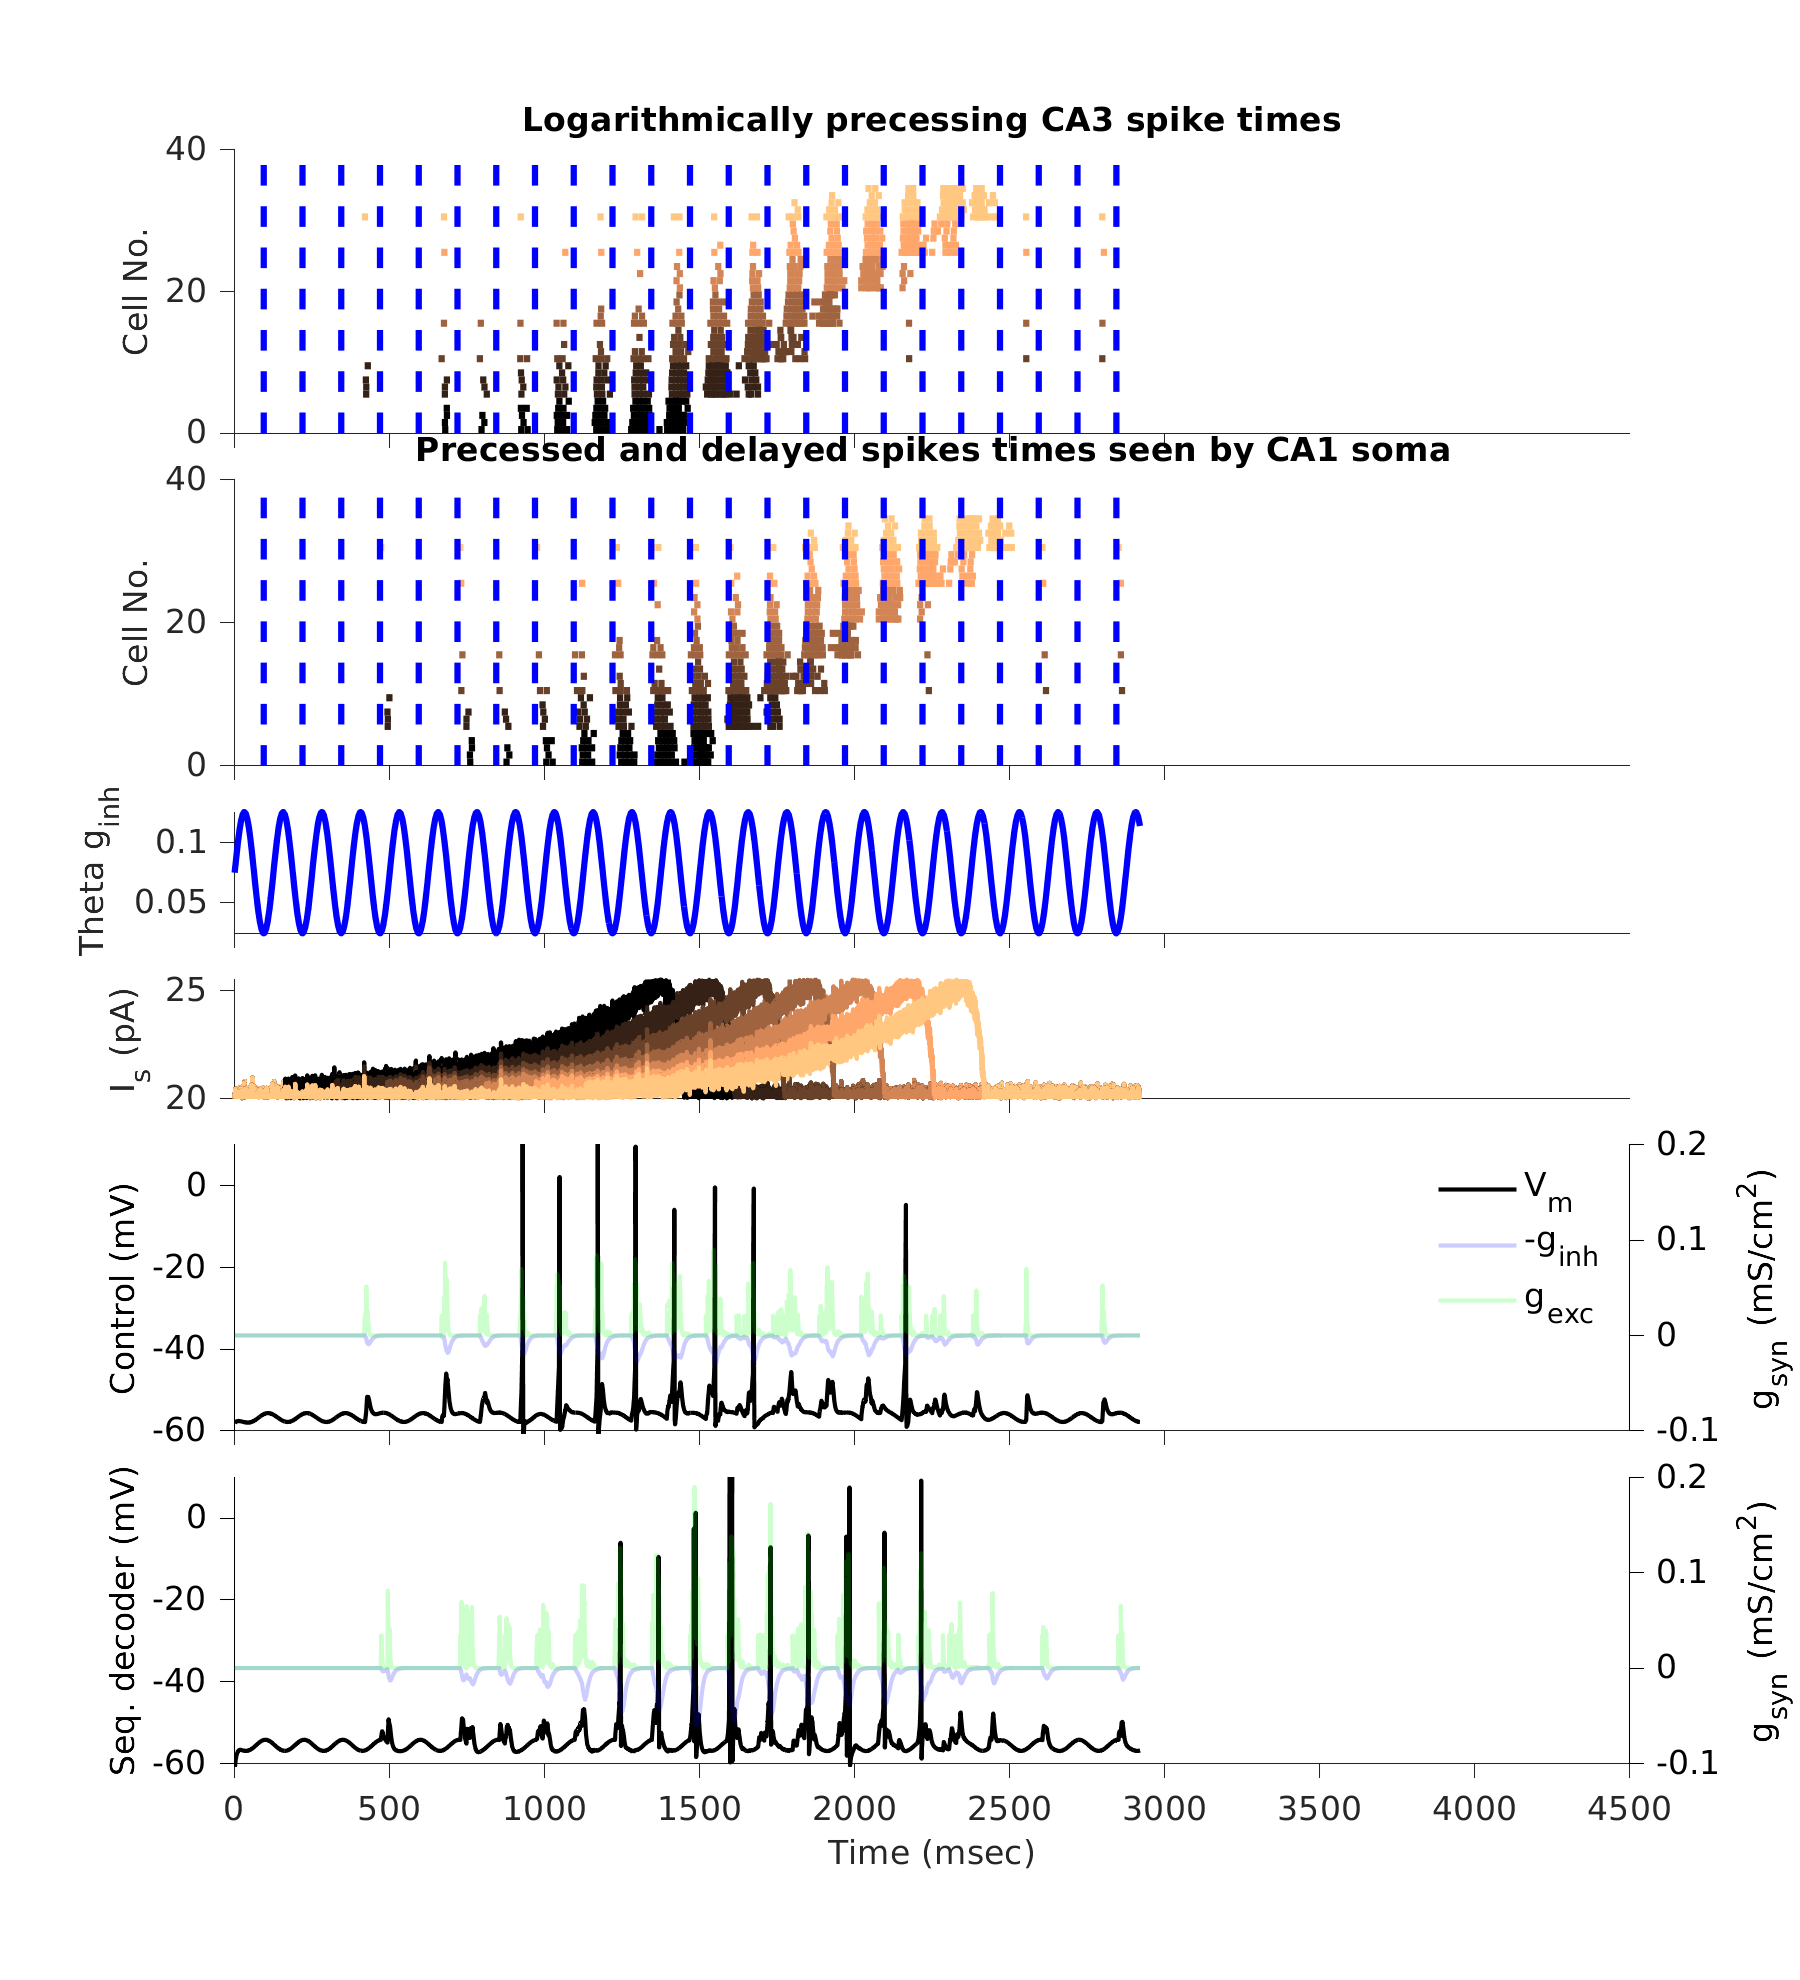 Logarithmically precessing CA3 spike times
40
20
0
Cell No.
Precessed and delayed spikes times seen by CA1 soma
40
20
0
Cell No.
0.1
0.05
Theta g_inh
25
20
I_s (pA)
0
-20
-40
-60
Control (mV)
V_m
-g_inh
g_exc
0.2
0.1
0
-0.1
g_syn (mS/cm^2)
0
-20
-40
-60
Seq. decoder (mV)
0.2
0.1
0
-0.1
g_syn (mS/cm^2)
0 500 1000 1500 2000 2500 3000 3500 4000 4500
Time (msec)